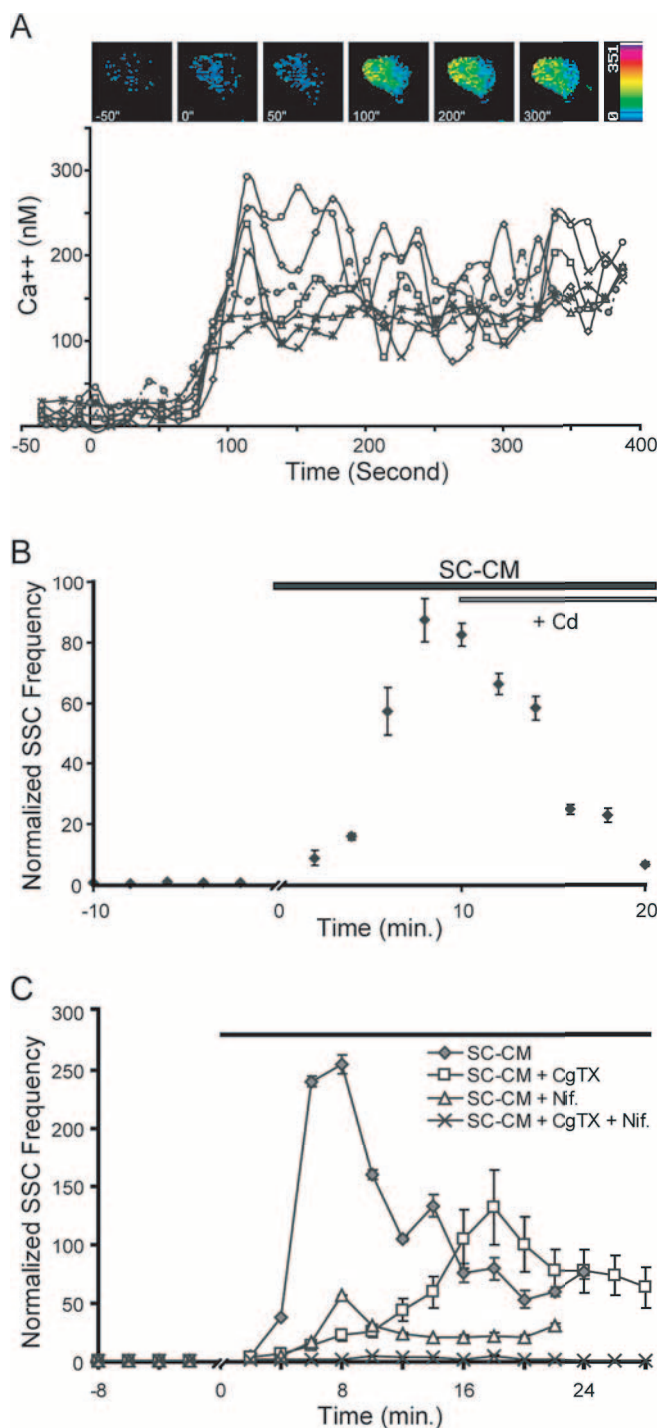 A
-50" 0" 50" 100" 200" 300" 0 351
Ca++ (nM)
300
200
100
-50 0 100 200 300 400
Time (Second)
B
SC-CM
+ Cd
Normalized SSC Frequency
100
80
60
40
20
0
-10 0 10 20
Time (min.)
C
Normalized SSC Frequency
300
250
200
150
100
50
0
SC-CM
SC-CM + CgTX
SC-CM + Nif.
SC-CM + CgTX + Nif.
-8 0 8 16 24
Time (min.)